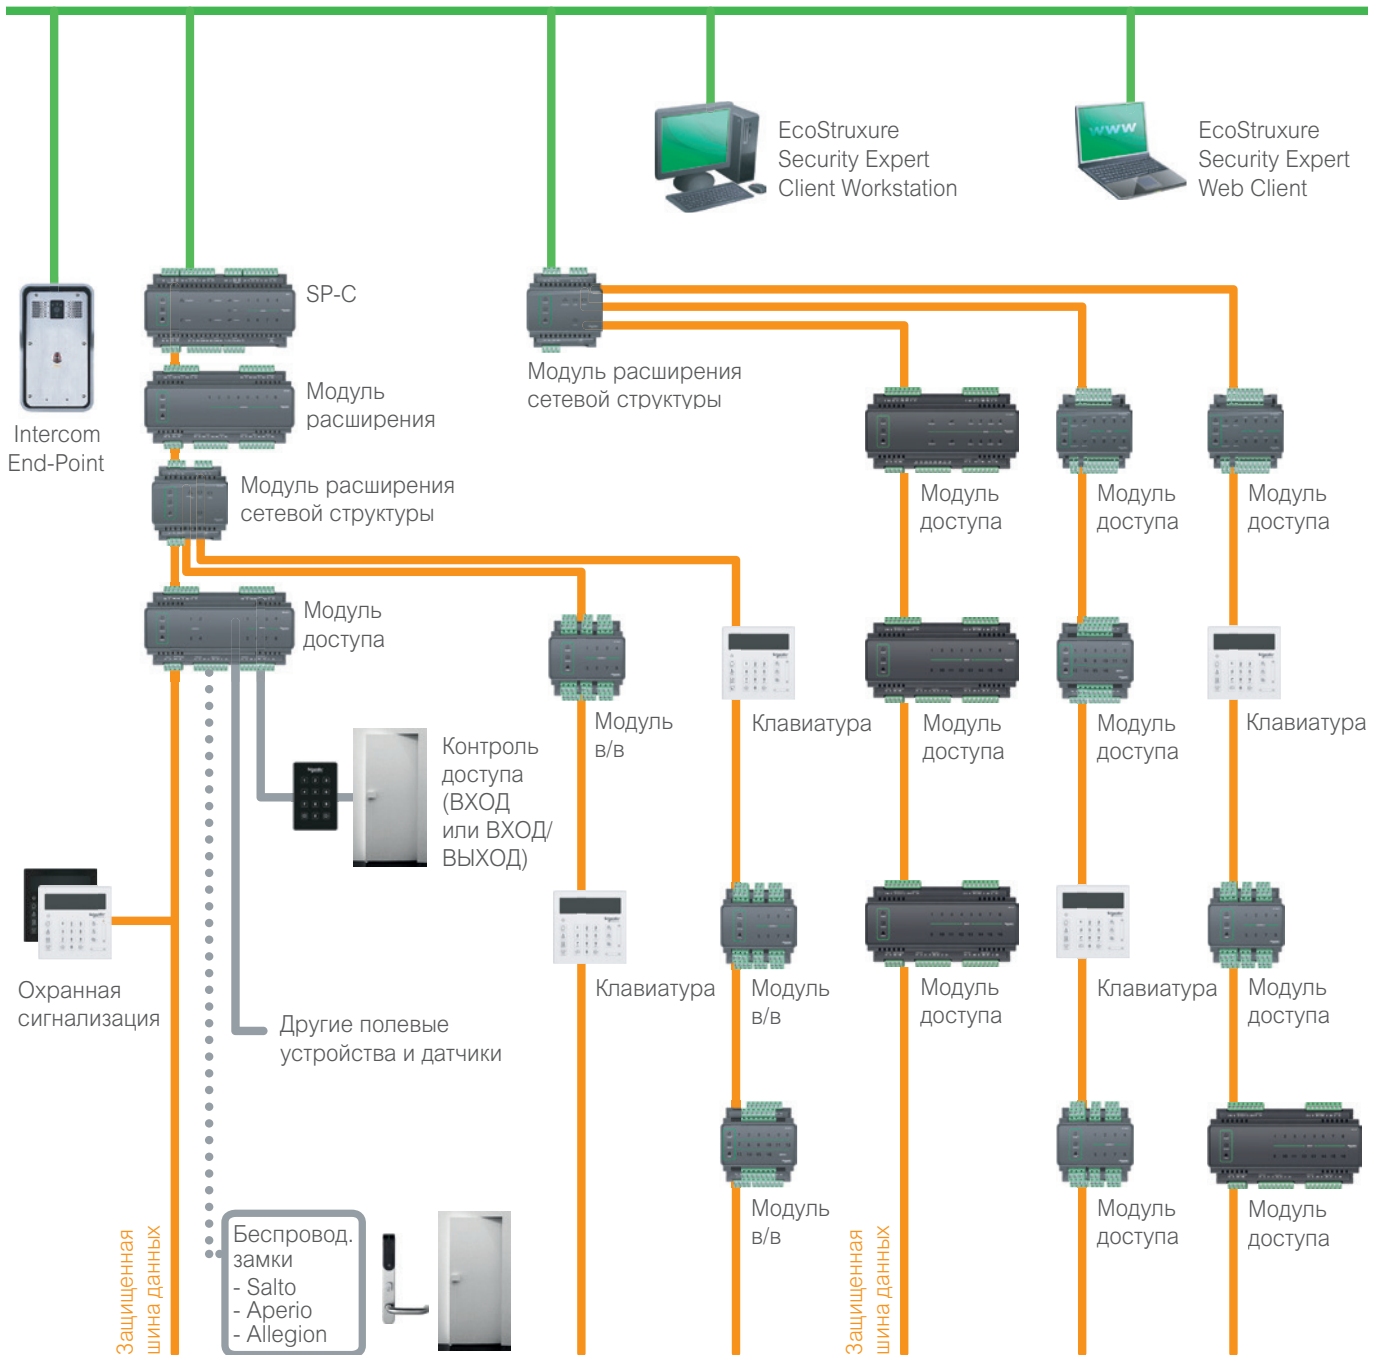 EcoStruxure
Security Expert
Client Workstation
EcoStruxure
Security Expert
Web Client
www
Intercom
End-Point
SP-C
Модуль
расширения
Модуль расширения
сетевой структуры
Модуль расширения
сетевой структуры
Модуль
доступа
Модуль
доступа
Модуль
доступа
Модуль
доступа
Модуль
в/в
Клавиатура
Модуль
доступа
Модуль
доступа
Клавиатура
Контроль
доступа
(ВХОД
или ВХОД/
ВЫХОД)
Охранная
сигнализация
Другие полевые
устройства и датчики
Клавиатура
Модуль
в/в
Модуль
доступа
Клавиатура
Модуль
доступа
Модуль
в/в
Модуль
доступа
Модуль
доступа
Защищенная
шина данных
Беспровод.
замки
- Salto
- Aperio
- Allegion
Защищенная
шина данных